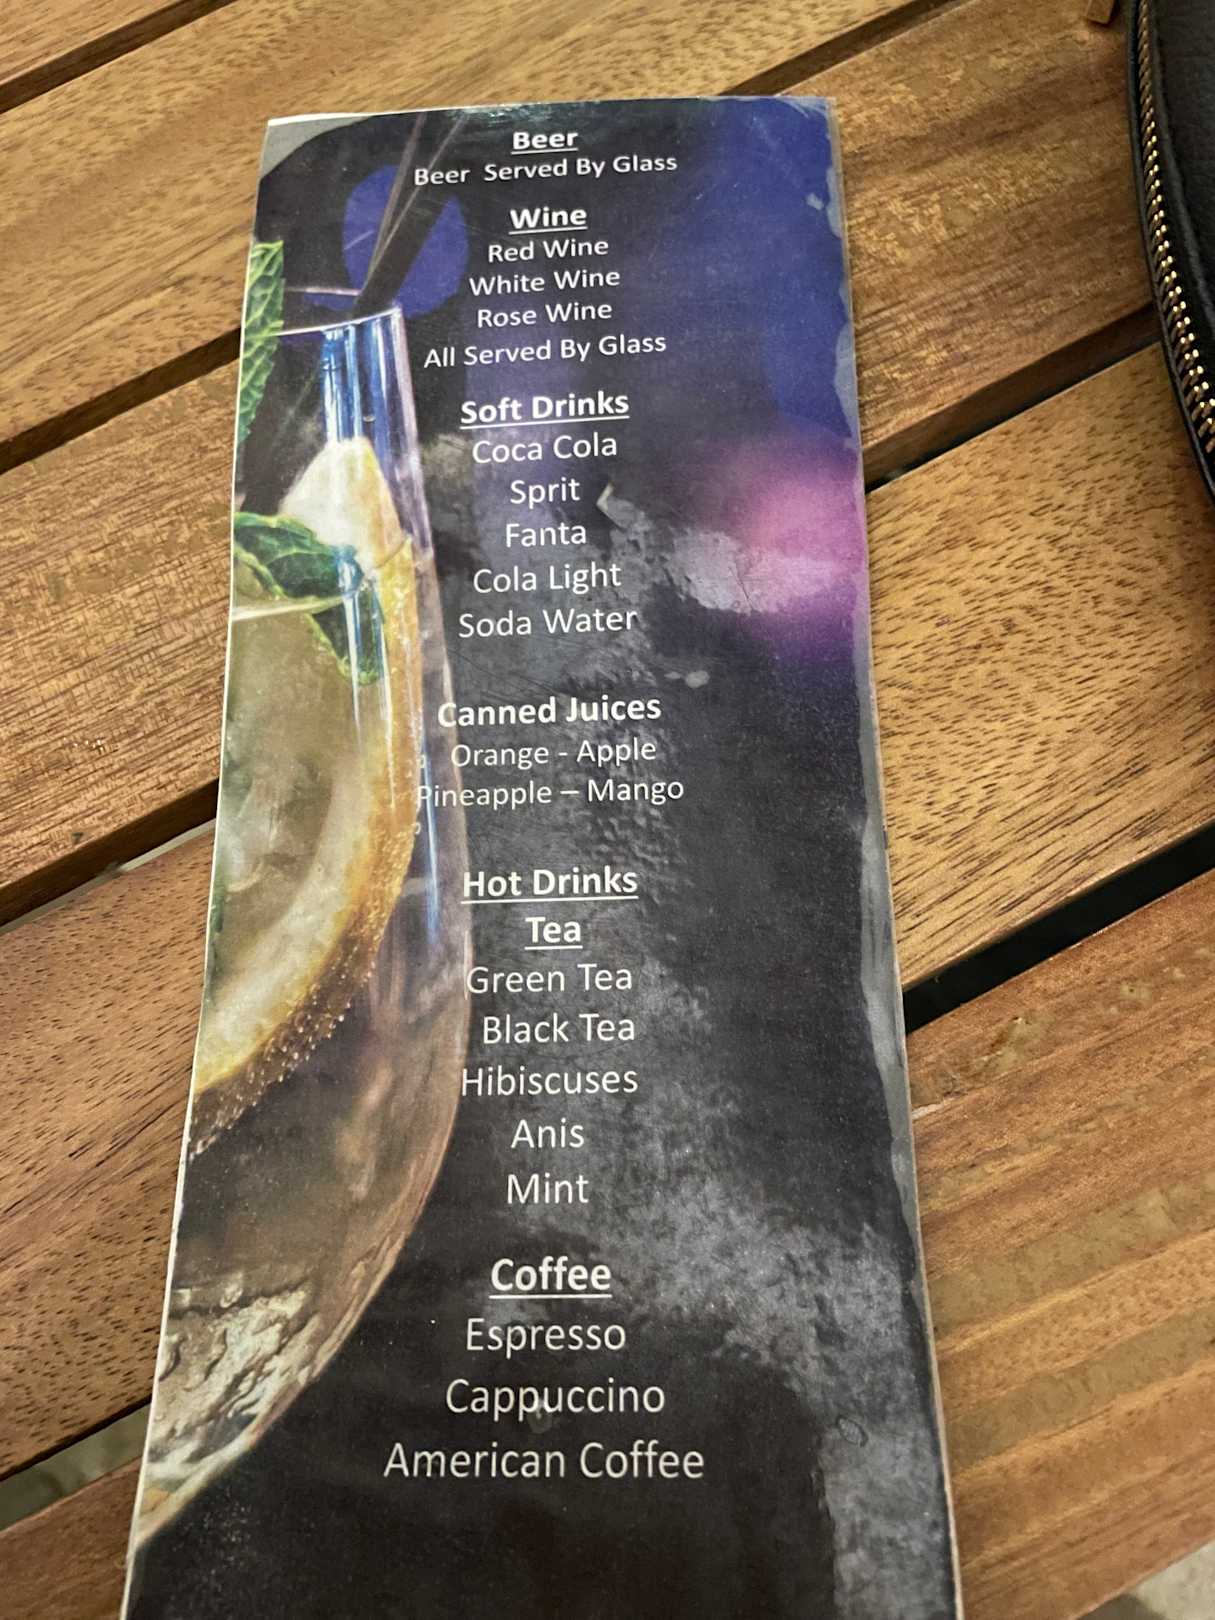 Beer
Beer Served By Glass
Wine
Red Wine
White Wine
Rose Wine
All Served By Glass
Soft Drinks
Coca Cola
Sprit
Fanta
Cola Light
Soda Water
Canned Juices
Orange - Apple
Pineapple – Mango
Hot Drinks
Tea
Green Tea
Black Tea
Hibiscuses
Anis
Mint
Coffee
Espresso
Cappuccino
American Coffee